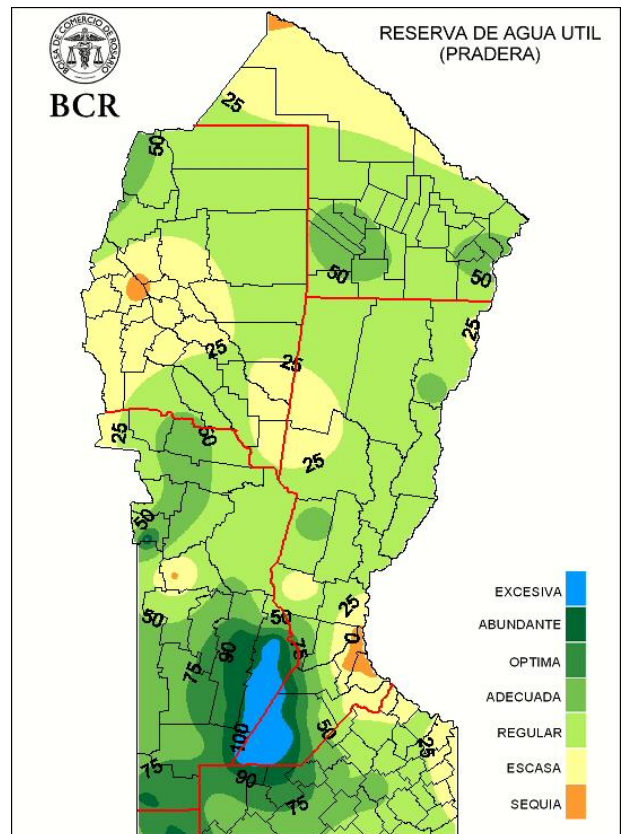 BOLSA DE COMERCIO DE ROSARIO
BCR
RESERVA DE AGUA UTIL
(PRADERA)
25
50
50
50
25
25
25
25
25
50
50
50
50
25
0
75
90
75
100
50
25
75
90
75
EXCESIVA
ABUNDANTE
OPTIMA
ADECUADA
REGULAR
ESCASA
SEQUIA